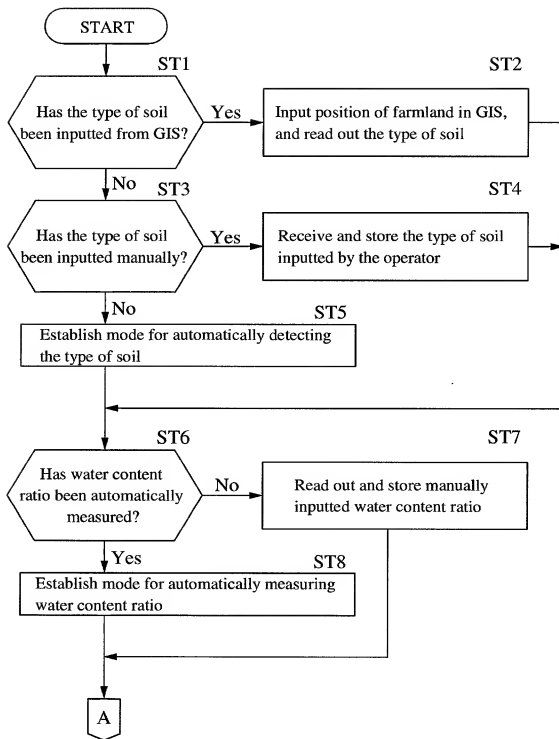 START
ST1
Has the type of soil
been inputted from GIS?
Yes
ST2
Input position of farmland in GIS,
and read out the type of soil
No
ST3
Has the type of soil
been inputted manually?
Yes
ST4
Receive and store the type of soil
inputted by the operator
No
ST5
Establish mode for automatically detecting
the type of soil
ST6
Has water content
ratio been automatically
measured?
No
ST7
Read out and store manually
inputted water content ratio
Yes
ST8
Establish mode for automatically measuring
water content ratio
A